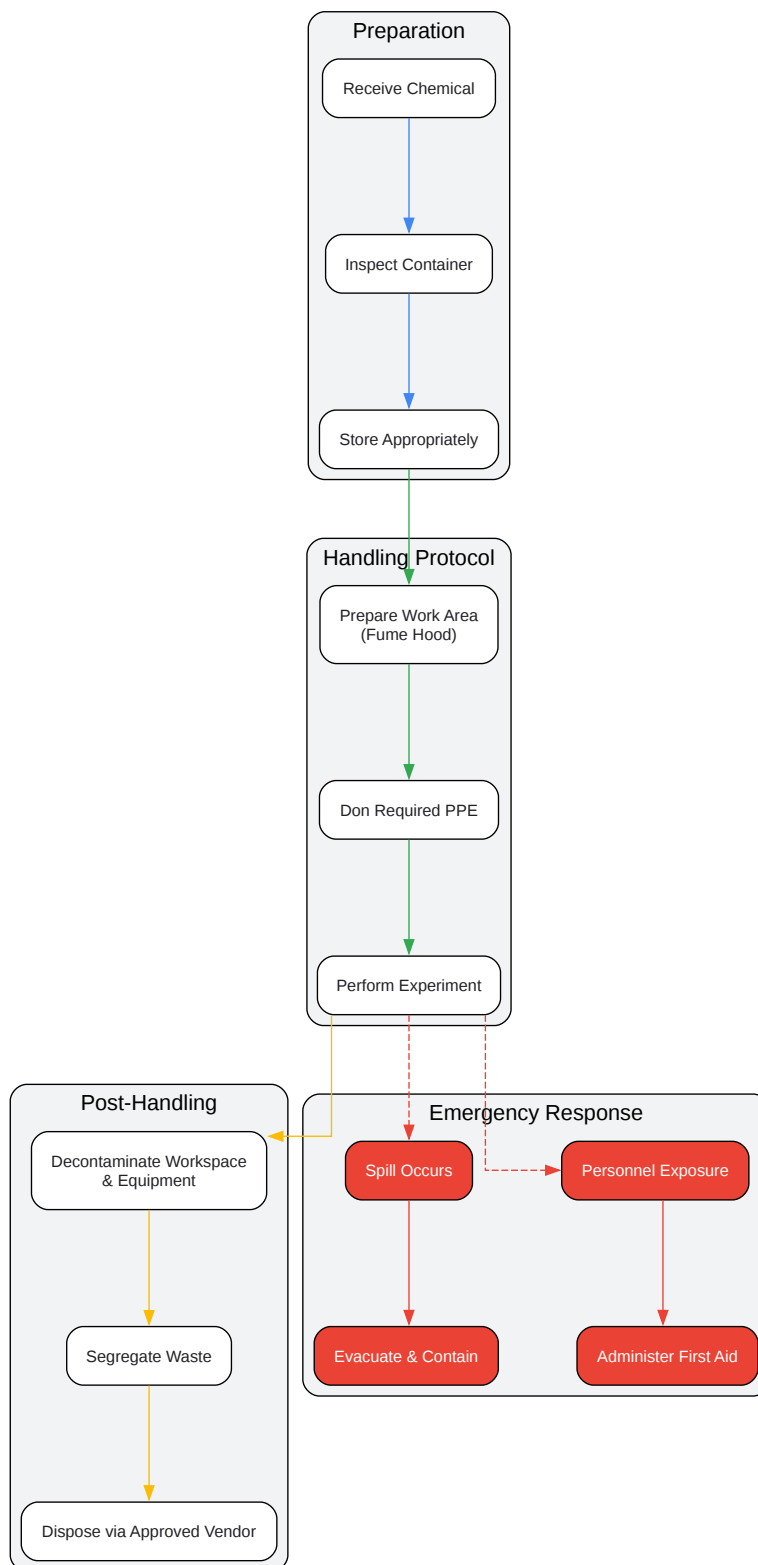 Preparation
Receive Chemical
Inspect Container
Store Appropriately
Handling Protocol
Prepare Work Area
(Fume Hood)
Don Required PPE
Perform Experiment
Post-Handling
Decontaminate Workspace
& Equipment
Segregate Waste
Dispose via Approved Vendor
Emergency Response
Spill Occurs
Personnel Exposure
Evacuate & Contain
Administer First Aid